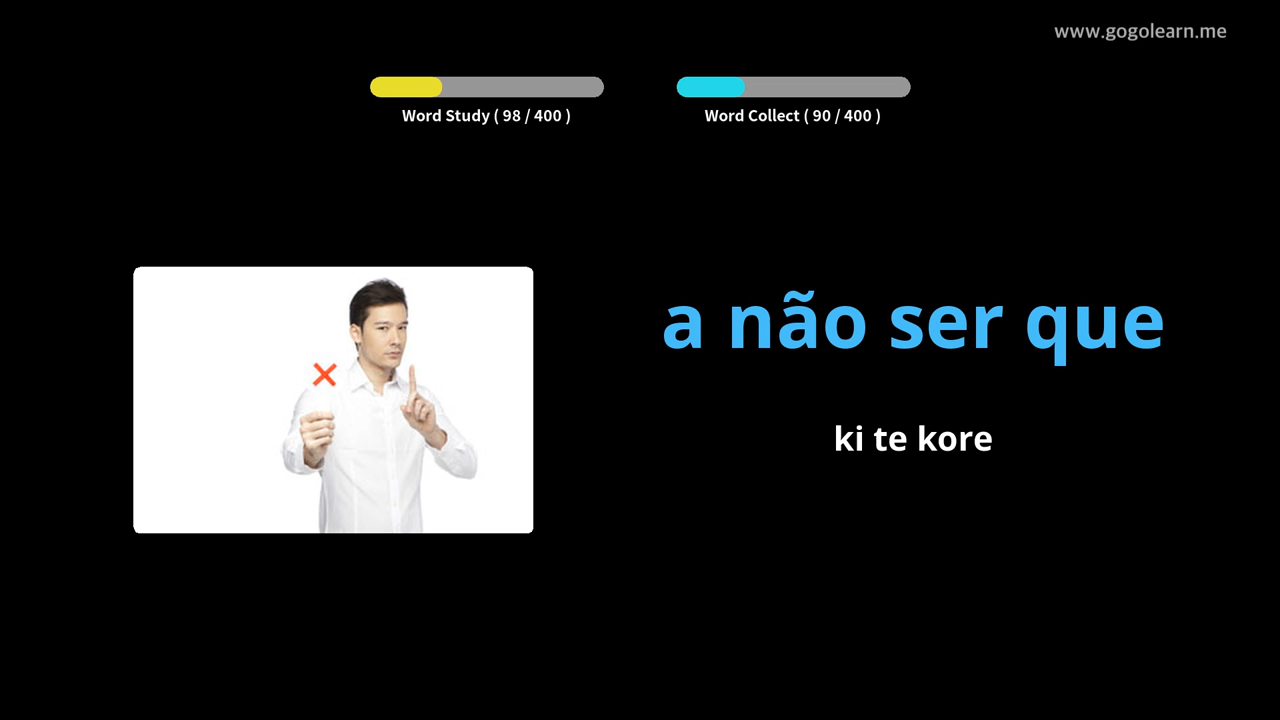 www.gogolearn.me
Word Study ( 98 / 400 )
Word Collect ( 90 / 400 )
a não ser que
ki te kore